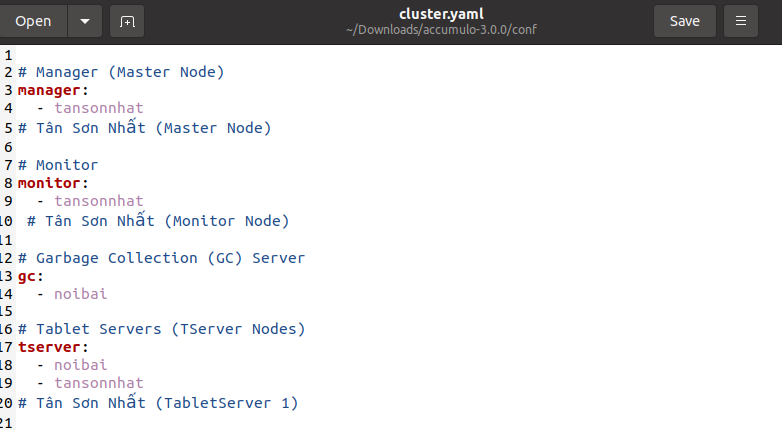 Open
cluster.yaml
~/Downloads/accumulo-3.0.0/conf
Save
1
2 # Manager (Master Node)
3 manager:
4   - tansonnhat
5 # Tân Sơn Nhất (Master Node)
6
7 # Monitor
8 monitor:
9   - tansonnhat
10  # Tân Sơn Nhất (Monitor Node)
11
12 # Garbage Collection (GC) Server
13 gc:
14   - noibai
15
16 # Tablet Servers (TServer Nodes)
17 tserver:
18   - noibai
19   - tansonnhat
20 # Tân Sơn Nhất (TabletServer 1)
21